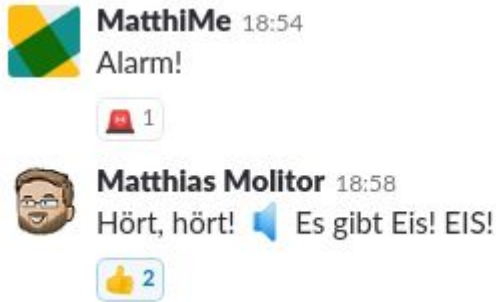 MatthiMe 18:54
Alarm!
1
Matthias Molitor 18:58
Hört, hört! Es gibt Eis! EIS!
2